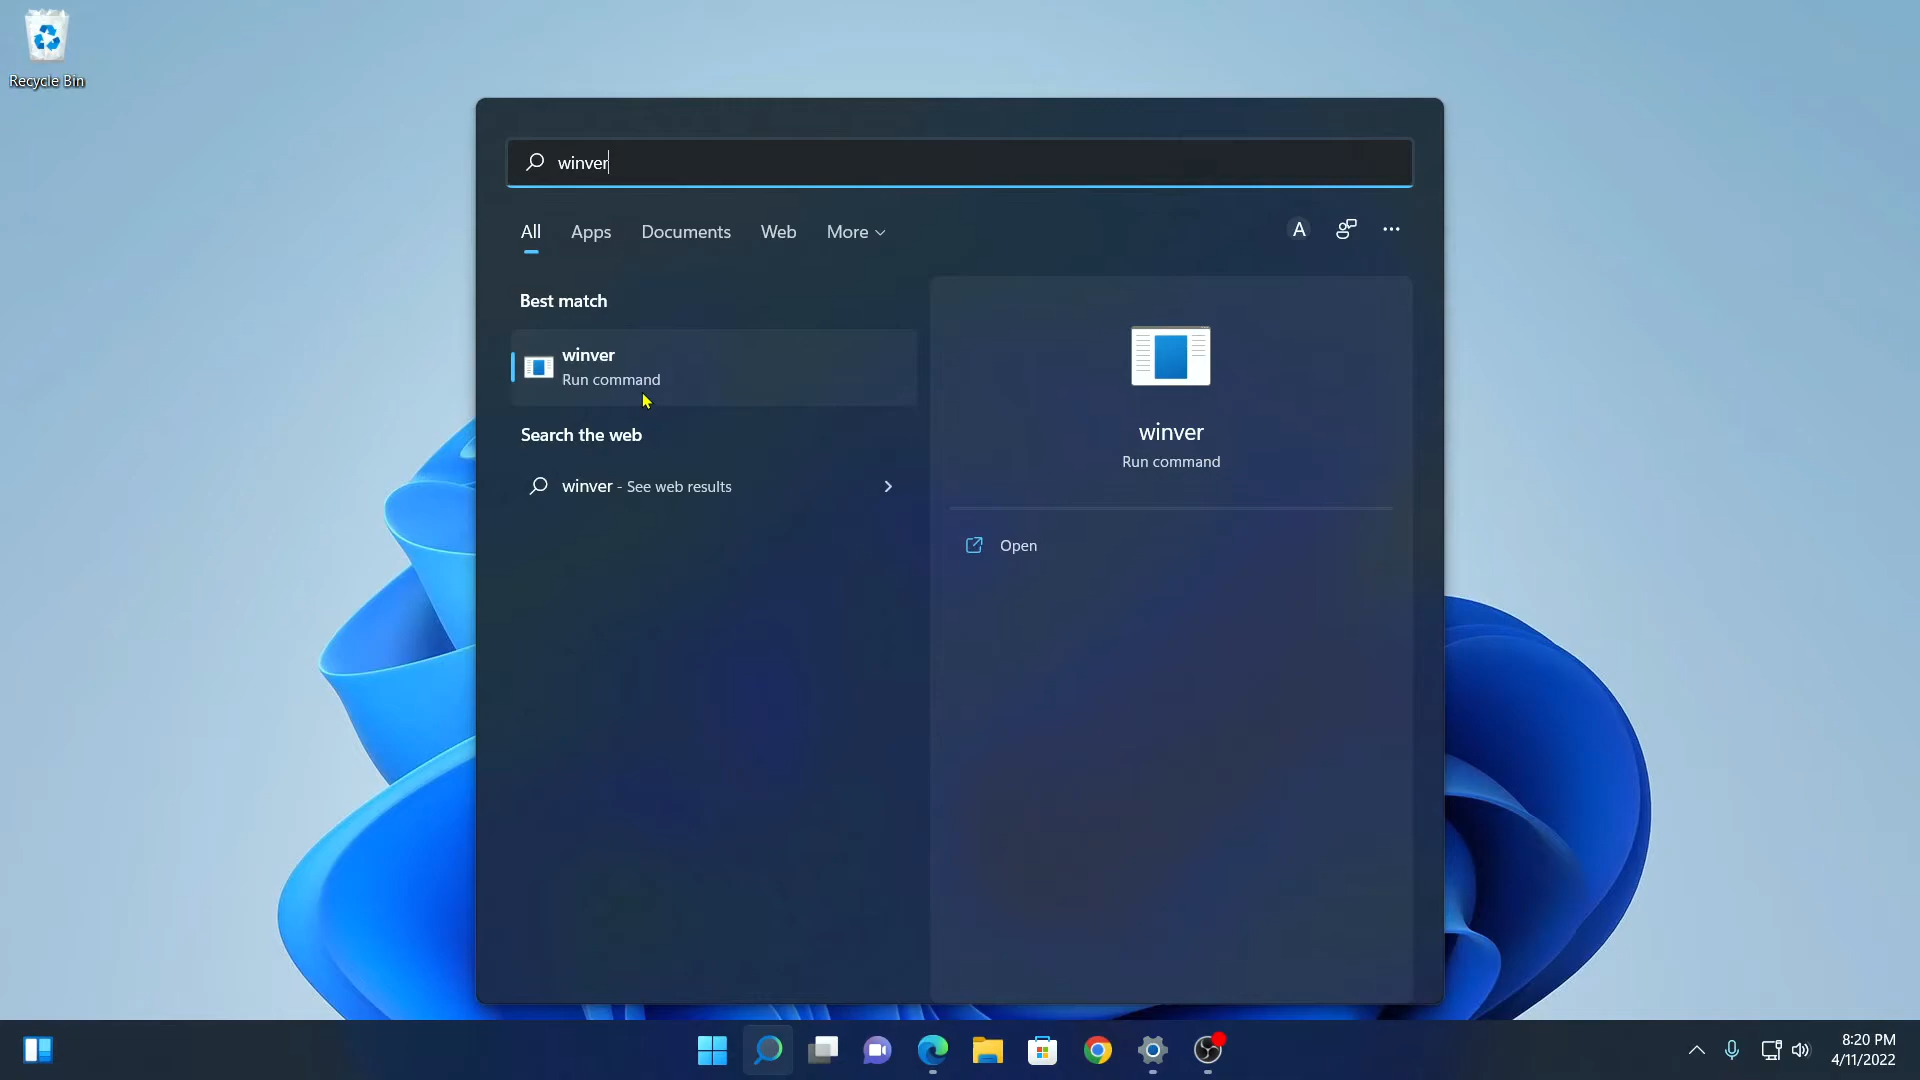 Recycle Bin
winver
All Apps Documents Web More
A
Best match
winver
Run command
Search the web
winver - See web results
winver
Run command
Open
8:20 PM
4/11/2022